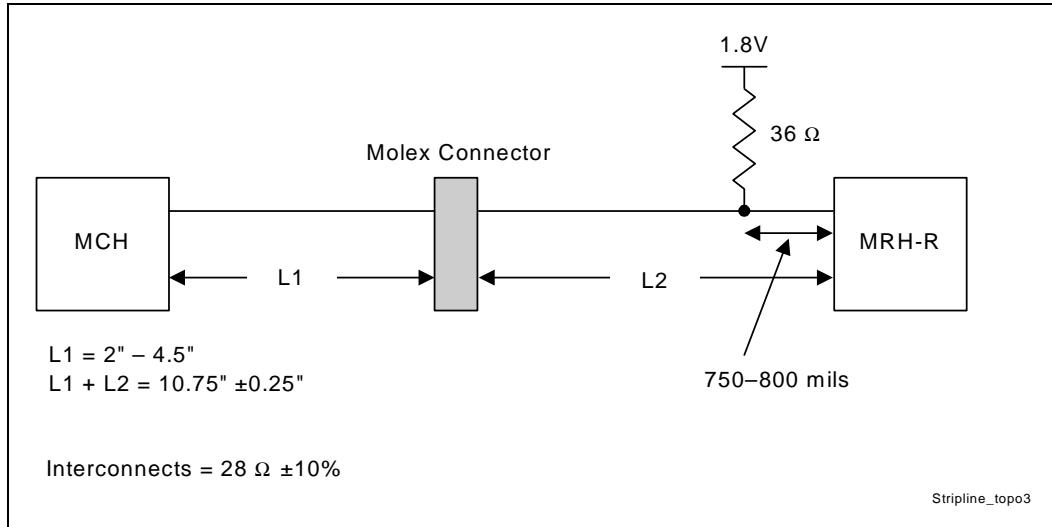 1.8V
36 Ω
Molex Connector
MCH
MRH-R
L1
L2
L1 = 2" – 4.5"
L1 + L2 = 10.75" ±0.25"
750–800 mils
Interconnects = 28 Ω ±10%
Stripline_topo3